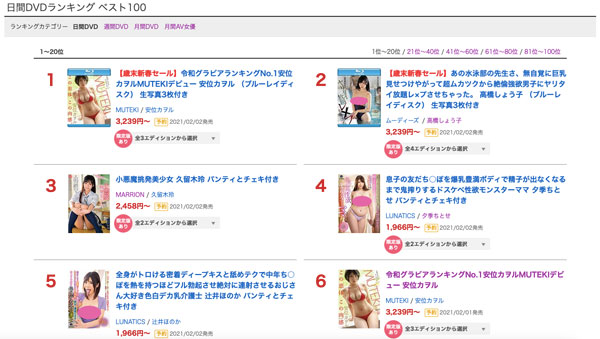 日間DVDランキング ベスト100
ランキングカテゴリー 日間DVD 週間DVD 月間DVD 月間AV女優
1〜20位
1位〜20位 / 21位〜40位 / 41位〜60位 / 61位〜80位 / 81位〜100位
1
【歳末新春セール】令和グラビアランキングNo.1安位
カヲルMUTEKIデビュー 安位カヲル (ブルーレイディ
スク) 生写真3枚付き
MUTEKI / 安位カヲル
3,239円〜 予約 2021/02/02発売
限定版あり 全3エディションから選択
2
【歳末新春セール】あの水泳部の先生さ、無自覚に巨乳
見せつけやがって超ムカツクから絶倫強欲男子にヤリタ
イ放題レ×プさせちゃった。 高橋しょう子 (ブルーレイ
ディスク) 生写真3枚付き
ムーディーズ / 高橋しょう子
3,239円〜 予約 2021/02/02発売
限定版あり 全4エディションから選択
3
小悪魔挑発美少女 久留木玲 パンティとチェキ付き
MARRION / 久留木玲
2,458円〜 予約 2021/02/02発売
限定版あり 全2エディションから選択
4
息子の友だち○ぽを爆乳豊満ボディで精子が出なくなる
まで鬼搾りするドスケベ性欲モンスターママ 夕季ちと
せ パンティとチェキ付き
LUNATICS / 夕季ちとせ
1,966円〜 予約 2021/02/02発売
限定版あり 全2エディションから選択
5
全身がトロける密着ディープキスと舐めテクで中年ち○
ぽを熱を持つほどフル勃起させ絶対に連射させるおじさ
ん大好き色白デカ乳介護士 辻井ほのか パンティとチェ
キ付き
LUNATICS / 辻井ほのか
1,966円〜 予約 2021/02/02発売
6
令和グラビアランキングNo.1安位カヲルMUTEKIデビ
ュー 安位カヲル
MUTEKI / 安位カヲル
3,239円〜 予約 2021/02/01発売
限定版あり 全3エディションから選択